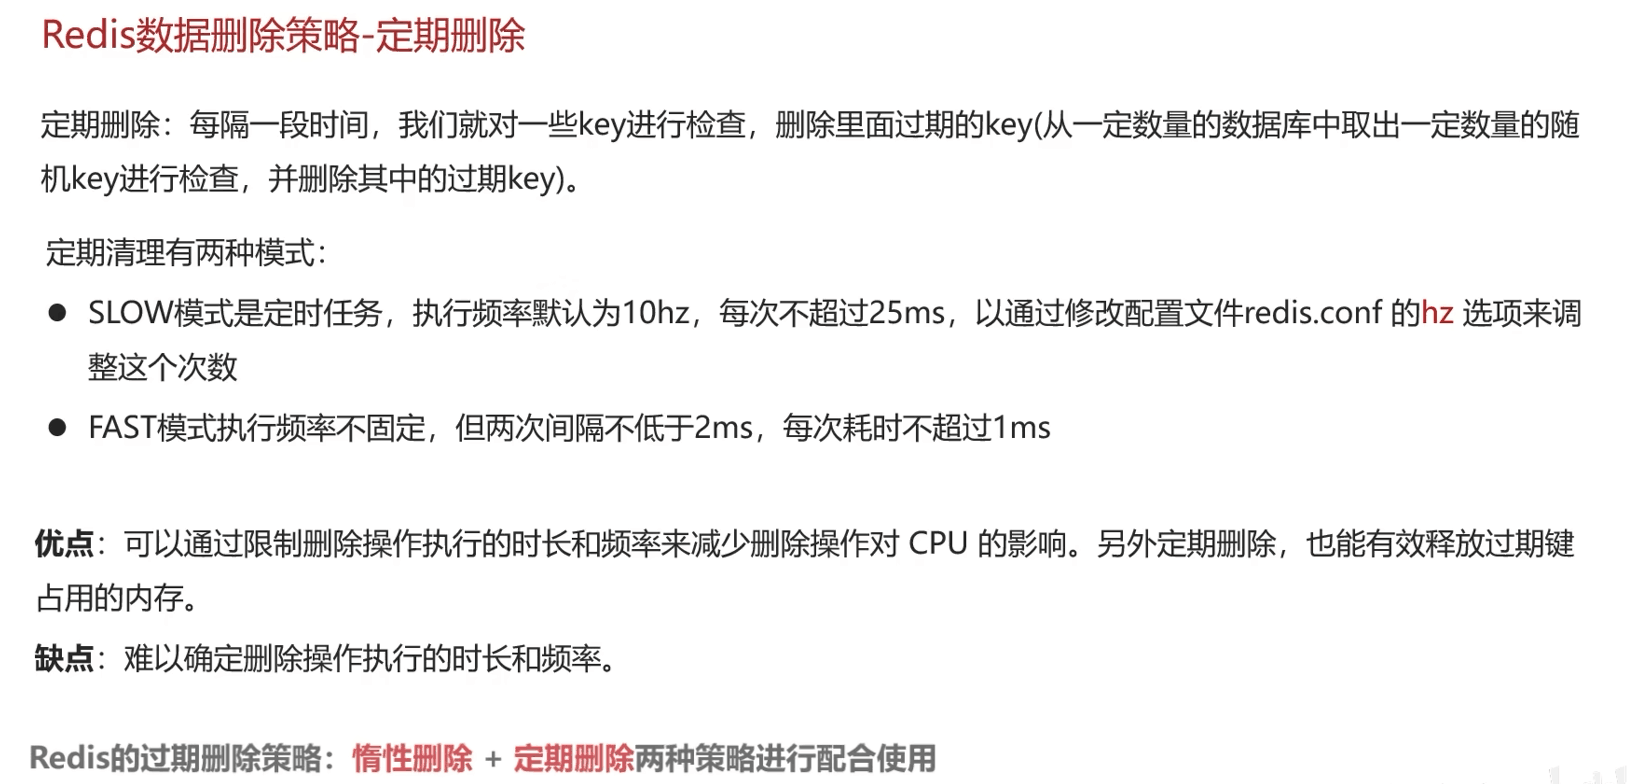 Redis数据删除策略-定期删除
定期删除：每隔一段时间，我们就对一些key进行检查，删除里面过期的key(从一定数量的数据库中取出一定数量的随
机key进行检查，并删除其中的过期key)。
定期清理有两种模式：
● SLOW模式是定时任务，执行频率默认为10hz，每次不超过25ms，以通过修改配置文件redis.conf 的hz 选项来调
整这个次数
● FAST模式执行频率不固定，但两次间隔不低于2ms，每次耗时不超过1ms
优点：可以通过限制删除操作执行的时长和频率来减少删除操作对 CPU 的影响。另外定期删除，也能有效释放过期键
占用的内存。
缺点：难以确定删除操作执行的时长和频率。
Redis的过期删除策略：惰性删除 + 定期删除两种策略进行配合使用